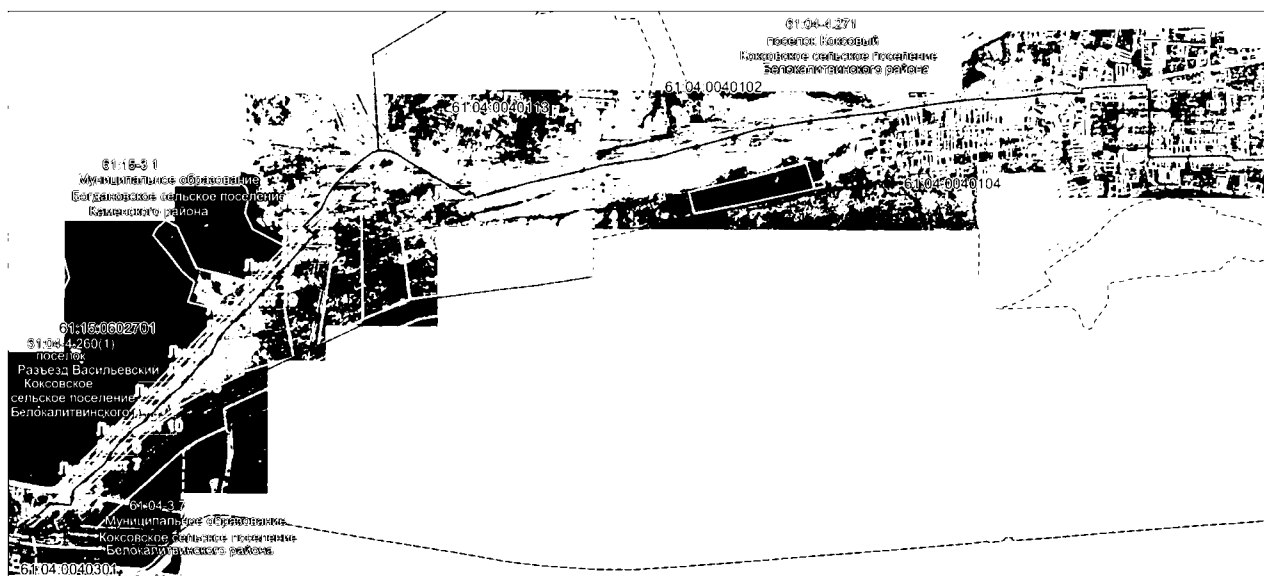 61:04-4.271
поселок Коксовый
Коксовское сельское поселение
Белокалитвинского района
61:04:0040102
61:04:0040113
61:15-3.1
Муниципальное образование
Богдановское сельское поселение
Каменского района
61:04:0040104
61:15:0602701
61:04-4.260(1)
поселок
Разъезд Васильевский
Коксовское
сельское поселение
Белокалитвинского
10
7
61:04-3.7
Муниципальное образование
Коксовское сельское поселение
Белокалитвинского района
61:04:0040301